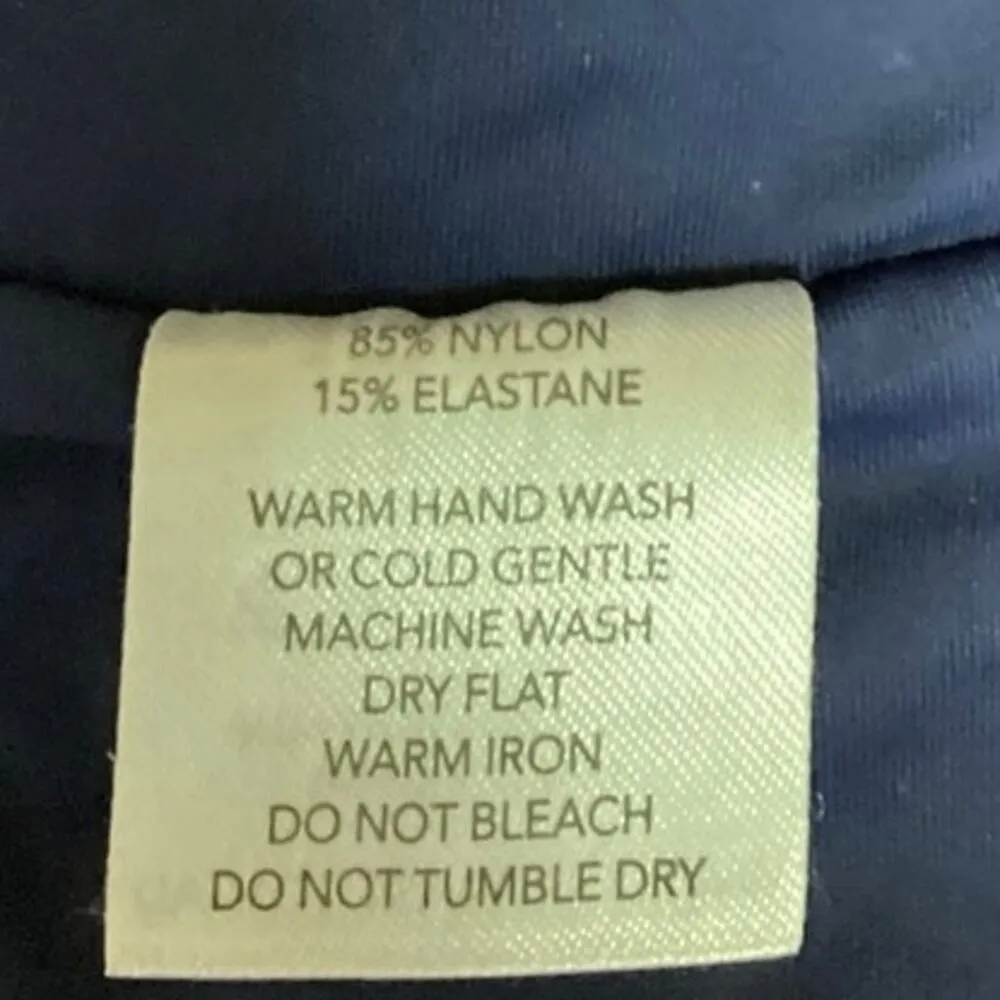 85% NYLON
15% ELASTANE
WARM HAND WASH
OR COLD GENTLE
MACHINE WASH
DRY FLAT
WARM IRON
DO NOT BLEACH
DO NOT TUMBLE DRY